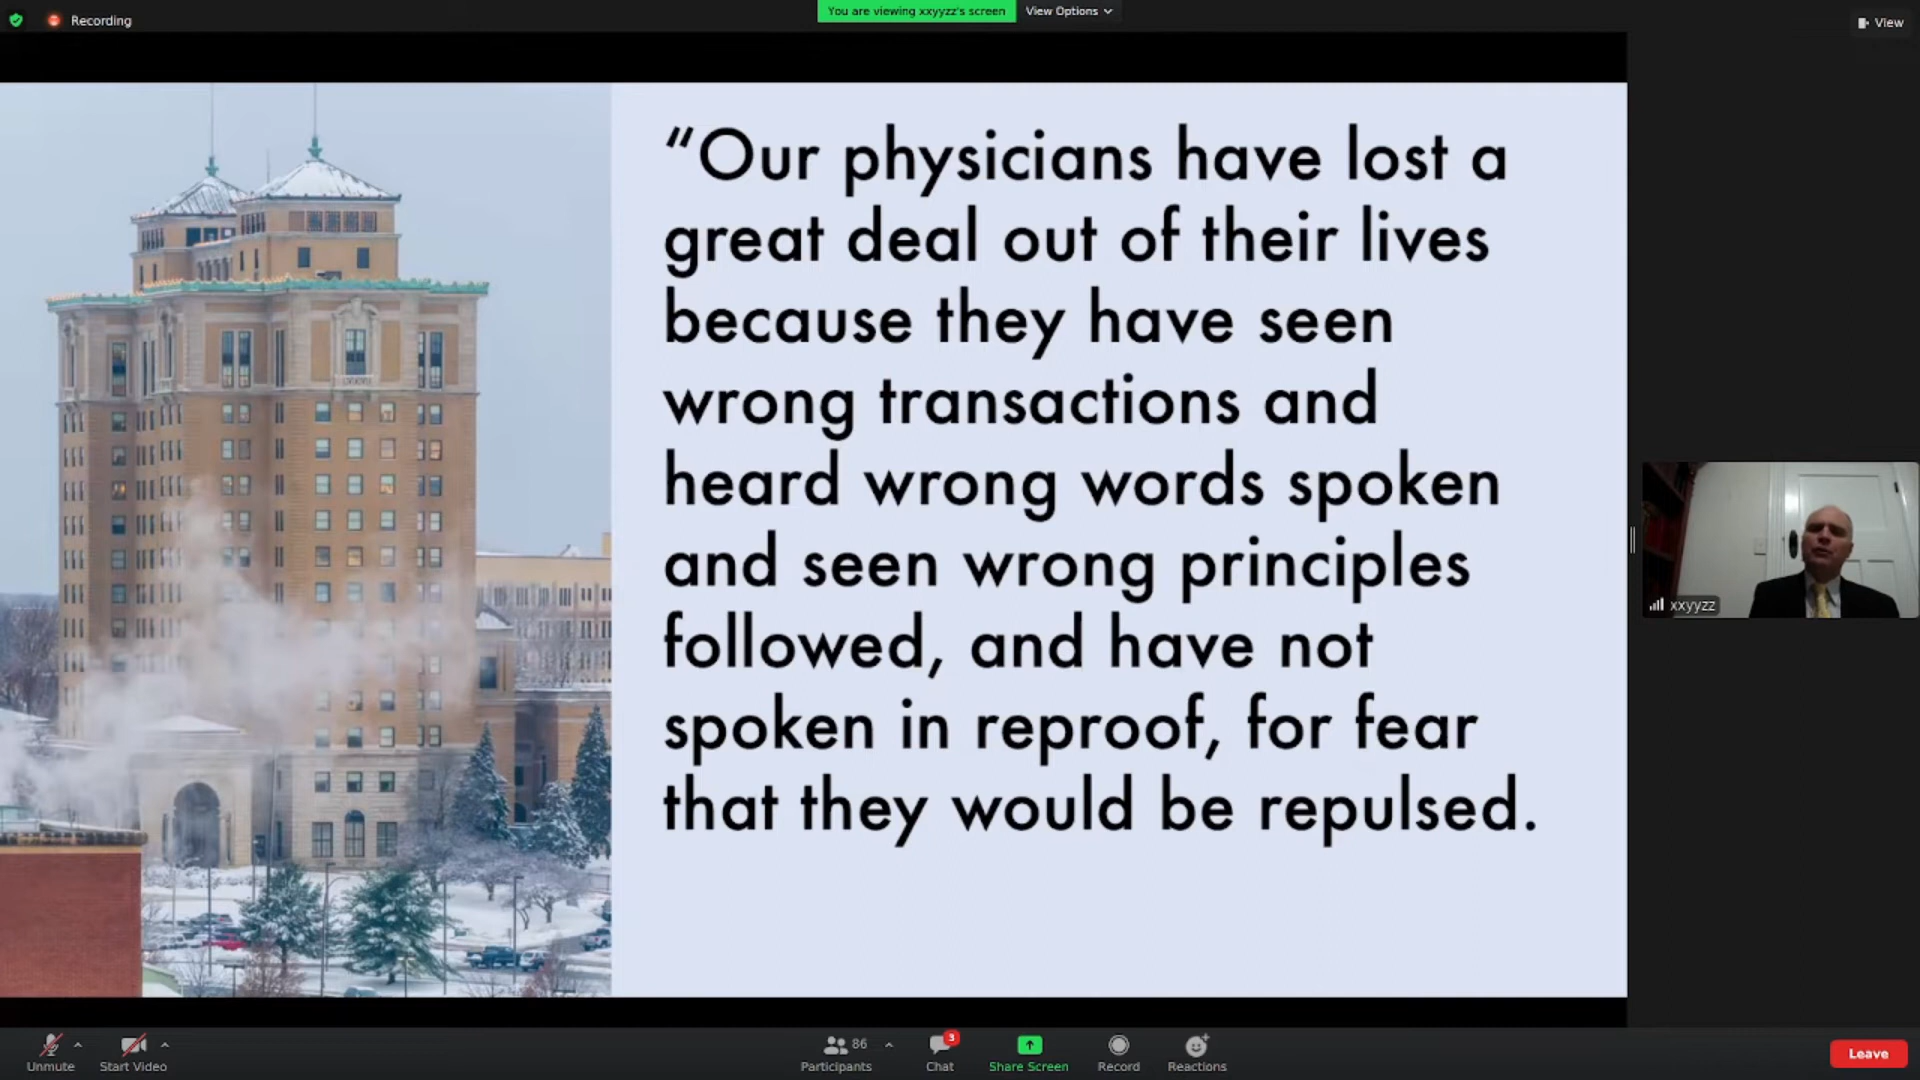 Recording
You are viewing xxyyzz's screen
View Options
View
“Our physicians have lost a
great deal out of their lives
because they have seen
wrong transactions and
heard wrong words spoken
and seen wrong principles
followed, and have not
spoken in reproof, for fear
that they would be repulsed.
xxyyzz
Unmute
Start Video
86
Participants
3
Chat
Share Screen
Record
Reactions
Leave